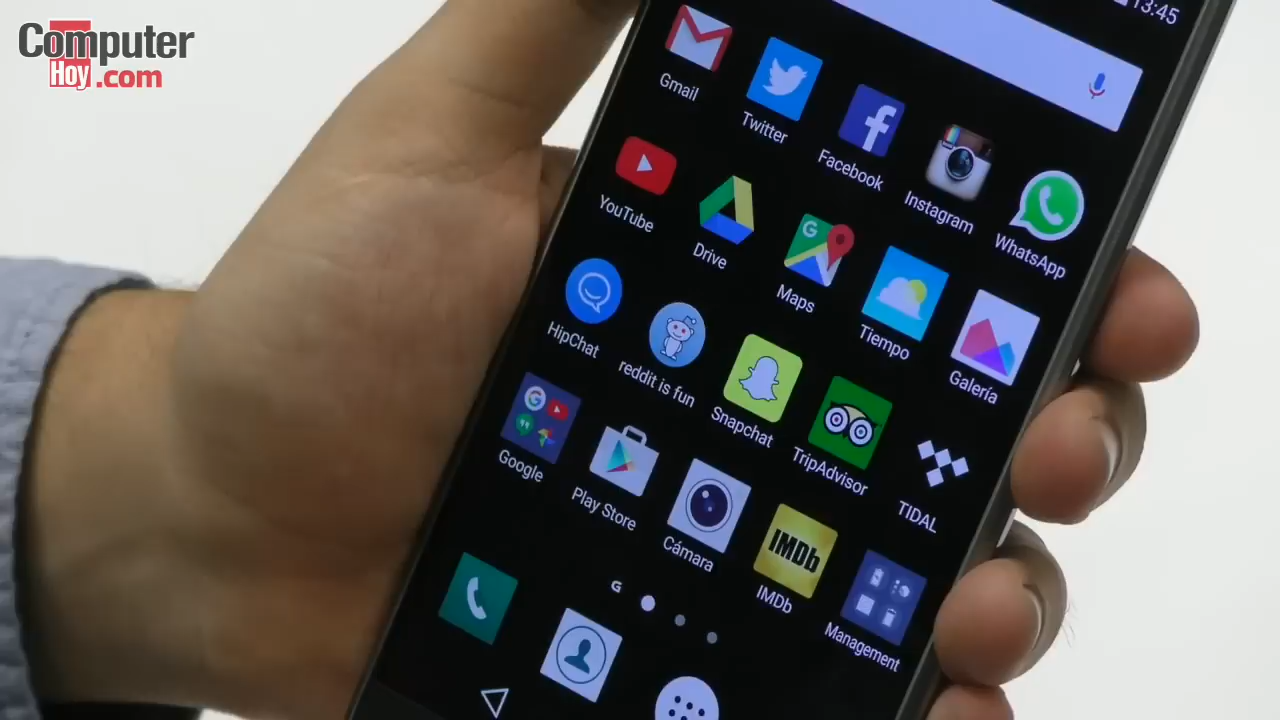 Computer
Hoy.com
13:45
Gmail
Twitter
Facebook
Instagram
WhatsApp
YouTube
Drive
Maps
Tiempo
Galería
HipChat
reddit is fun
Snapchat
TripAdvisor
TIDAL
Google
Play Store
Cámara
IMDb
IMDb
Management
G